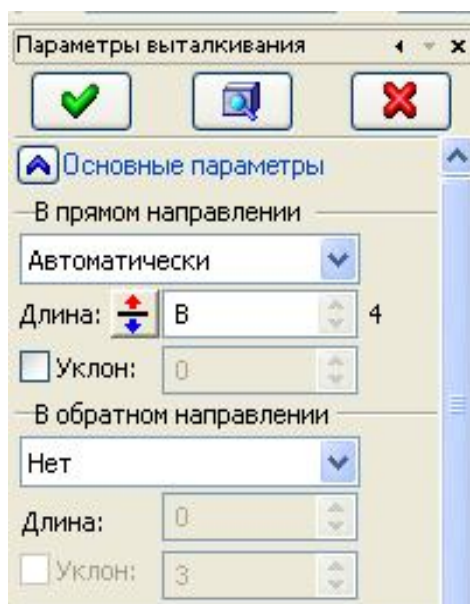 Параметры выталкивания
Основные параметры
В прямом направлении
Автоматически
Длина: B 4
Уклон: 0
В обратном направлении
Нет
Длина: 0
Уклон: 3